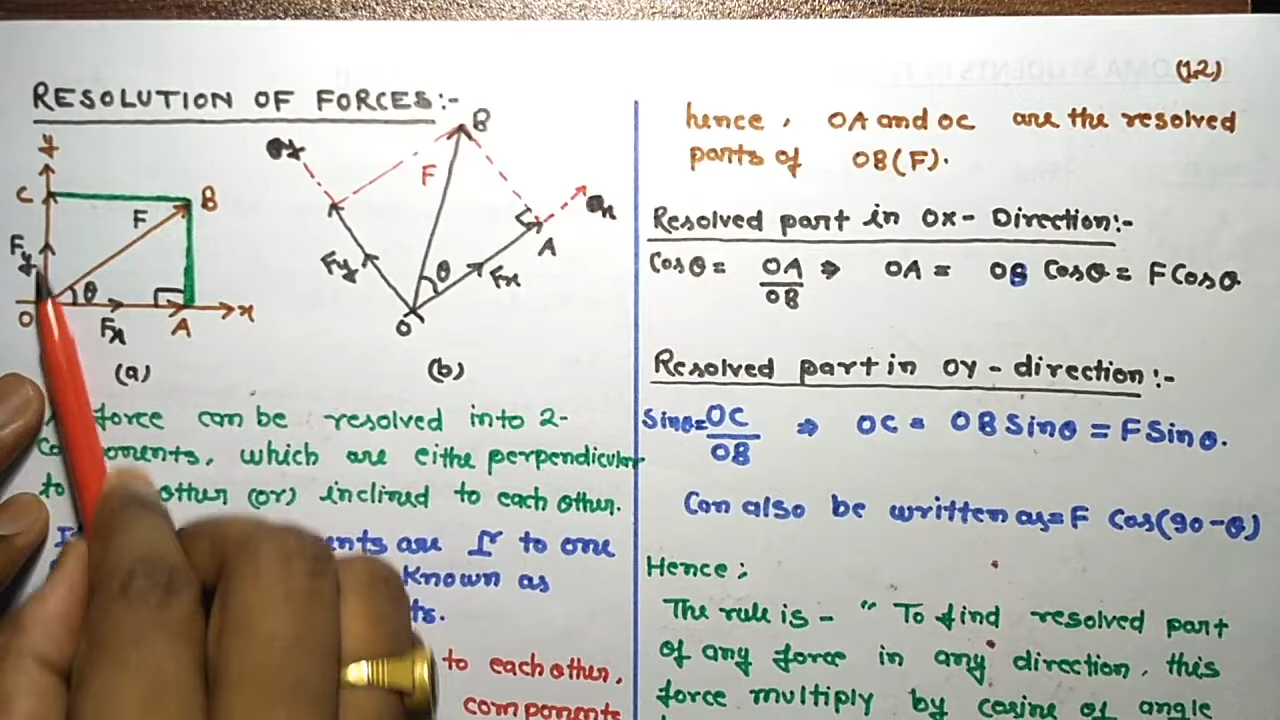 (12)
RESOLUTION OF FORCES:-
y
C
B
F
Fy
θ
O
Fx
A
x
(a)
B
F
Fy
θ
Fx
A
O
(b)
force can be resolved into 2-
which are eithe perpendicular
to other (or) inclined to each other.
are to one
Known as
to each other.
components
hence, OA and OC are the resolved
parts of OB(F).
Resolved part in OX- Direction:-
Cosθ = OA/OB ⇒ OA = OB Cosθ = FCosθ
Resolved part in OY-direction:-
Sinθ = OC/OB ⇒ OC = OB Sinθ = F Sinθ.
Can also be written as = F Cos(90-θ)
Hence;
The rule is - " To find resolved part
of any force in any direction, this
force multiply by cosine of angle